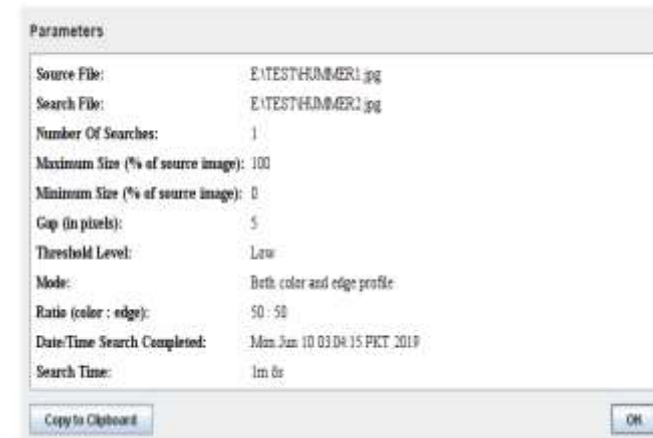 Parameters
Source File: E:\TEST\HUMMER1.jpg
Search File: E:\TEST\HUMMER2.jpg
Number Of Searches: 1
Maximum Size (% of source image): 100
Minimum Size (% of source image): 0
Gap (in pixels): 5
Threshold Level: Low
Mode: Both color and edge profile
Ratio (color : edge): 50 : 50
Date/Time Search Completed: Mon Jun 10 03:04:15 PKT 2019
Search Time: 1m
Copy to Clipboard OK